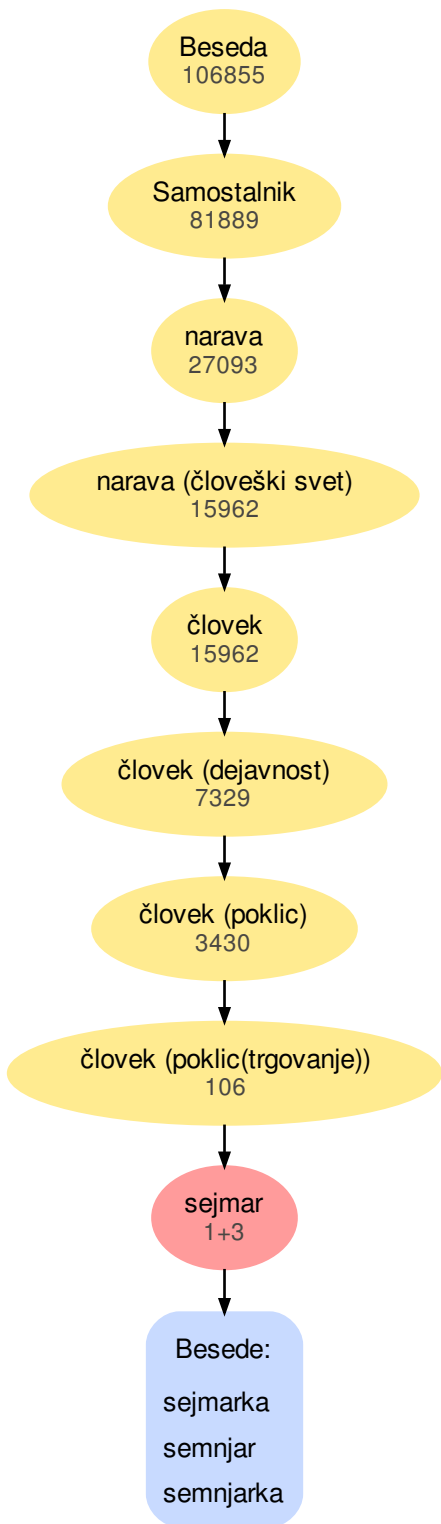 Beseda
106855
Samostalnik
81889
narava
27093
narava (človeški svet)
15962
človek
15962
človek (dejavnost)
7329
človek (poklic)
3430
človek (poklic(trgovanje))
106
sejmar
1+3
Besede:
sejmarka
semnjar
semnjarka